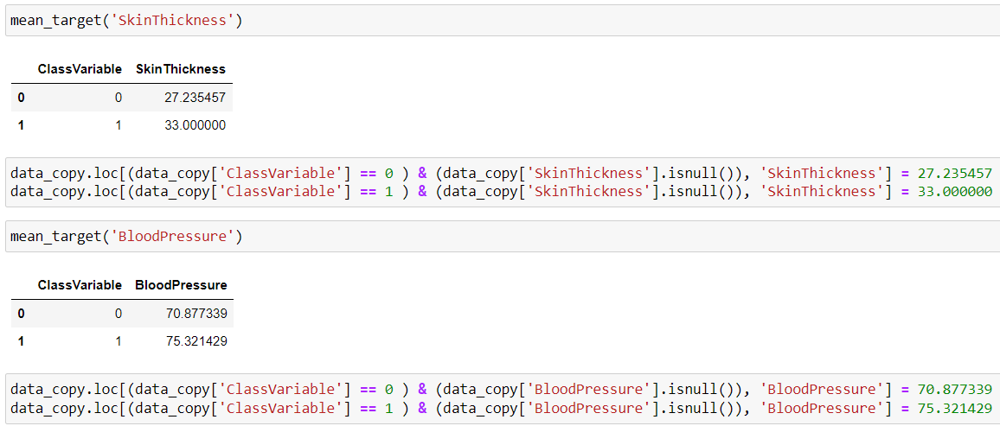 mean_target('SkinThickness')
ClassVariable SkinThickness
0 0 27.235457
1 1 33.000000
data_copy.loc[(data_copy['ClassVariable'] == 0 ) & (data_copy['SkinThickness'].isnull()), 'SkinThickness'] = 27.235457
data_copy.loc[(data_copy['ClassVariable'] == 1 ) & (data_copy['SkinThickness'].isnull()), 'SkinThickness'] = 33.000000
mean_target('BloodPressure')
ClassVariable BloodPressure
0 0 70.877339
1 1 75.321429
data_copy.loc[(data_copy['ClassVariable'] == 0 ) & (data_copy['BloodPressure'].isnull()), 'BloodPressure'] = 70.877339
data_copy.loc[(data_copy['ClassVariable'] == 1 ) & (data_copy['BloodPressure'].isnull()), 'BloodPressure'] = 75.321429